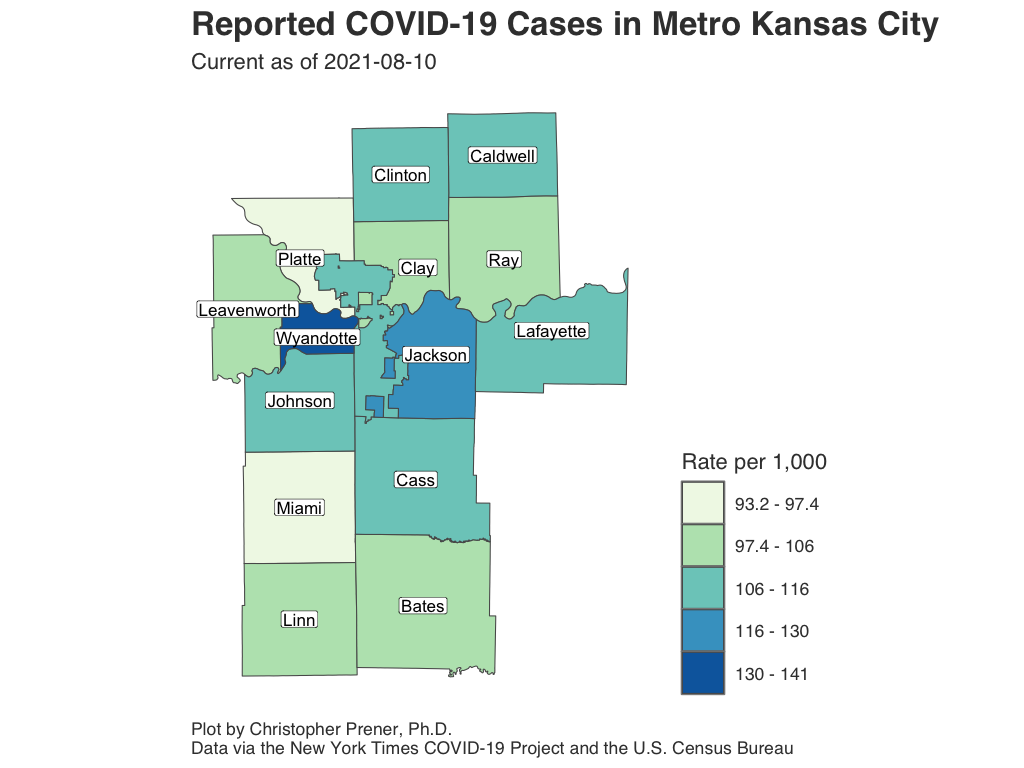 Reported COVID-19 Cases in Metro Kansas City
Current as of 2021-08-10
Caldwell
Clinton
Platte
Clay
Ray
Leavenworth
Wyandotte
Lafayette
Jackson
Johnson
Cass
Miami
Bates
Linn
Rate per 1,000
93.2 - 97.4
97.4 - 106
106 - 116
116 - 130
130 - 141
Plot by Christopher Prener, Ph.D.
Data via the New York Times COVID-19 Project and the U.S. Census Bureau